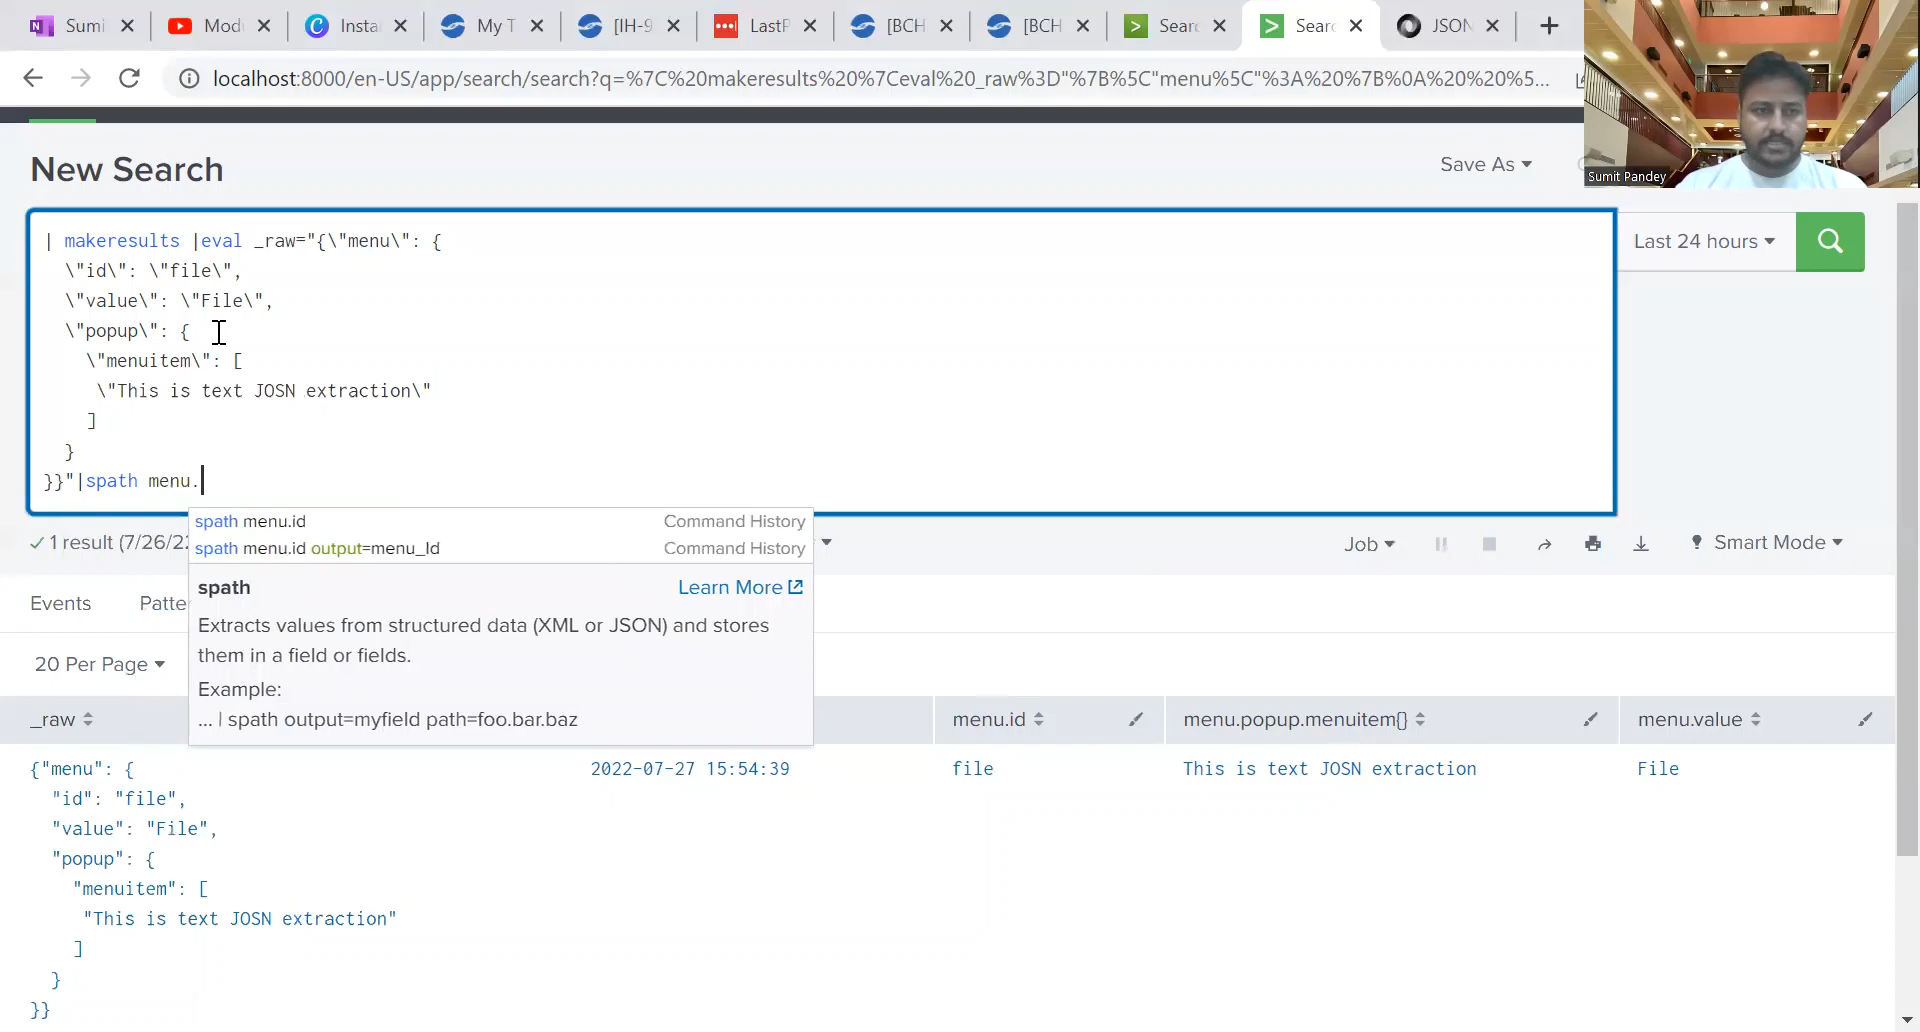 Sumi
Modu
Insta
My T
[IH-9
LastP
[BCH
[BCH
Searc
Searc
JSON
localhost:8000/en-US/app/search/search?q=%7C%20makeresults%20%7Ceval%20_raw%3D"%7B%5C"menu%5C"%3A%20%7B%0A%20%20%5...
Sumit Pandey
New Search
Save As
| makeresults |eval _raw="{\"menu\": {
\"id\": \"file\",
\"value\": \"File\",
\"popup\": {
\"menuitem\": [
\"This is text JOSN extraction\"
]
}
}}"|spath menu.
Last 24 hours
spath menu.id Command History
spath menu.id output=menu_Id Command History
spath Learn More
Extracts values from structured data (XML or JSON) and stores
them in a field or fields.
Example:
... | spath output=myfield path=foo.bar.baz
1 result (7/26/22
Job
Smart Mode
Events Patte
20 Per Page
_raw menu.id menu.popup.menuitem{} menu.value
{"menu": { 2022-07-27 15:54:39 file This is text JOSN extraction File
"id": "file",
"value": "File",
"popup": {
"menuitem": [
"This is text JOSN extraction"
]
}
}}